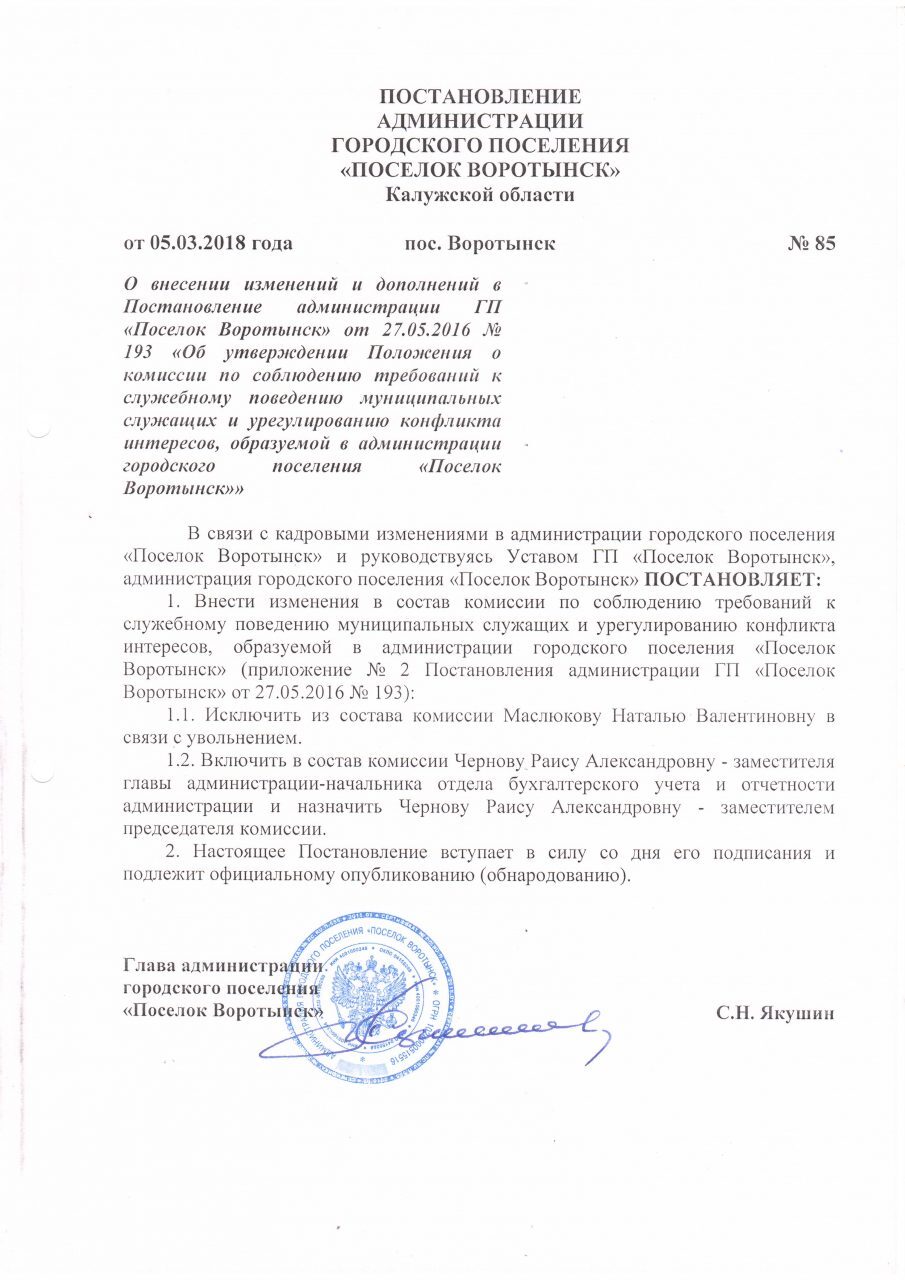 ПОСТАНОВЛЕНИЕ
АДМИНИСТРАЦИИ
ГОРОДСКОГО ПОСЕЛЕНИЯ
«ПОСЕЛОК ВОРОТЫНСК»
Калужской области
от 05.03.2018 года пос. Воротынск № 85
О внесении изменений и дополнений в
Постановление администрации ГП
«Поселок Воротынск» от 27.05.2016 №
193 «Об утверждении Положения о
комиссии по соблюдению требований к
служебному поведению муниципальных
служащих и урегулированию конфликта
интересов, образуемой в администрации
городского поселения «Поселок
Воротынск»»
В связи с кадровыми изменениями в администрации городского поселения
«Поселок Воротынск» и руководствуясь Уставом ГП «Поселок Воротынск»,
администрация городского поселения «Поселок Воротынск» ПОСТАНОВЛЯЕТ:
1. Внести изменения в состав комиссии по соблюдению требований к
служебному поведению муниципальных служащих и урегулированию конфликта
интересов, образуемой в администрации городского поселения «Поселок
Воротынск» (приложение № 2 Постановления администрации ГП «Поселок
Воротынск» от 27.05.2016 № 193):
1.1. Исключить из состава комиссии Маслюкову Наталью Валентиновну в
связи с увольнением.
1.2. Включить в состав комиссии Чернову Раису Александровну - заместителя
главы администрации-начальника отдела бухгалтерского учета и отчетности
администрации и назначить Чернову Раису Александровну - заместителем
председателя комиссии.
2. Настоящее Постановление вступает в силу со дня его подписания и
подлежит официальному опубликованию (обнародованию).
Глава администрации
городского поселения
«Поселок Воротынск» С.Н. Якушин
АДМИНИСТРАЦИЯ ГОРОДСКОГО ПОСЕЛЕНИЯ «ПОСЕЛОК ВОРОТЫНСК» * ОГРН